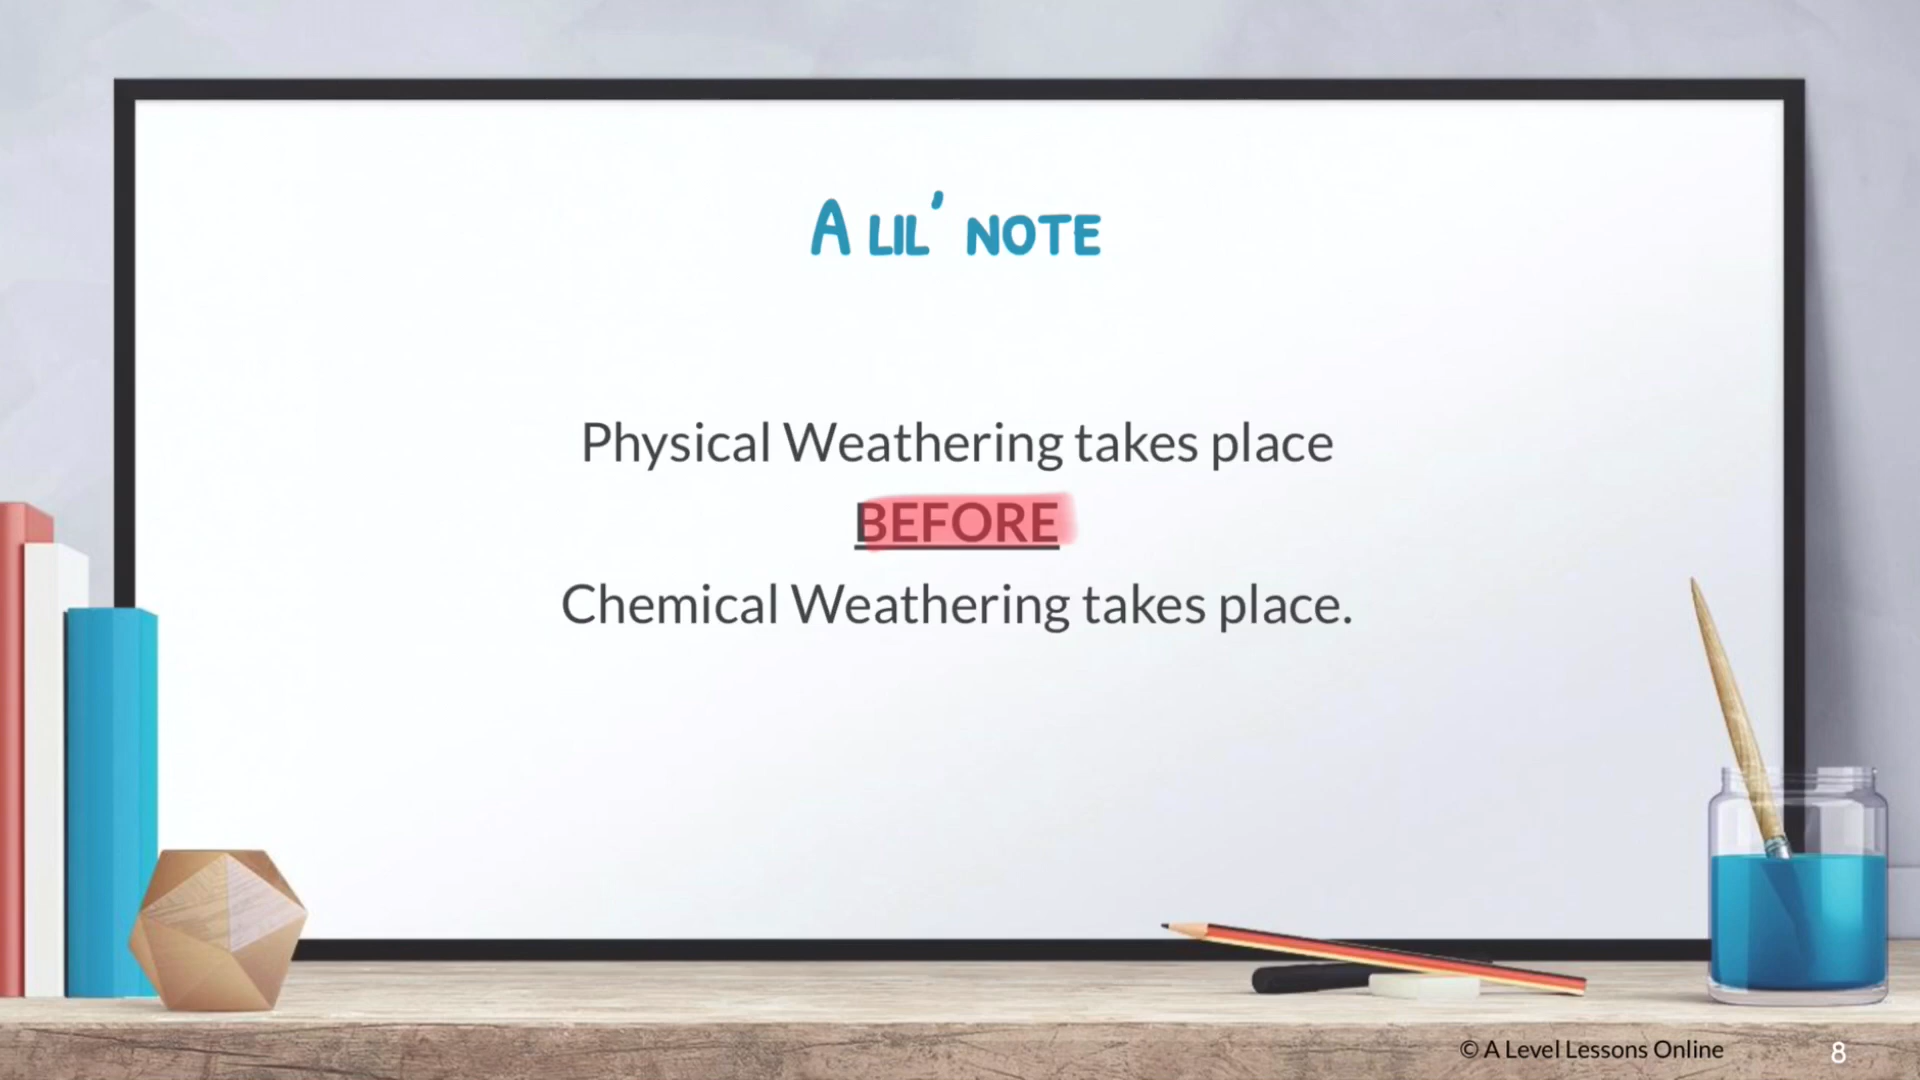 A LIL' NOTE
Physical Weathering takes place
BEFORE
Chemical Weathering takes place.
© A Level Lessons Online
8